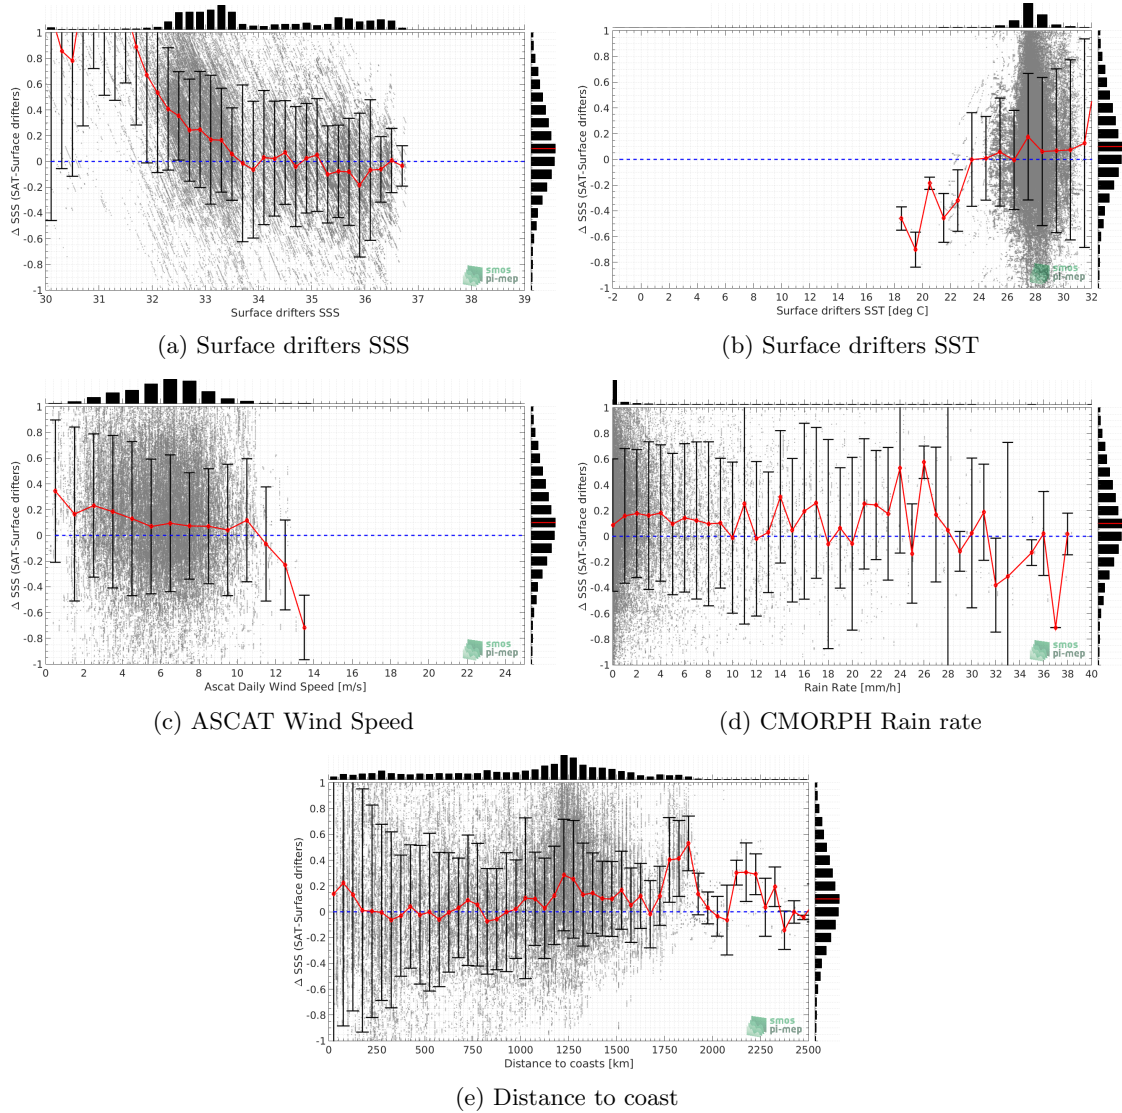 1
0.8
0.6
0.4
0.2
0
-0.2
-0.4
-0.6
-0.8
-1
Δ SSS (SAT-Surface drifters)
30 31 32 33 34 35 36 37 38 39
Surface drifters SSS
smos
pi-mep
(a) Surface drifters SSS
1
0.8
0.6
0.4
0.2
0
-0.2
-0.4
-0.6
-0.8
-1
Δ SSS (SAT-Surface drifters)
-2 0 2 4 6 8 10 12 14 16 18 20 22 24 26 28 30 32
Surface drifters SST [deg C]
smos
pi-mep
(b) Surface drifters SST
1
0.8
0.6
0.4
0.2
0
-0.2
-0.4
-0.6
-0.8
-1
Δ SSS (SAT-Surface drifters)
0 2 4 6 8 10 12 14 16 18 20 22 24
Ascat Daily Wind Speed [m/s]
smos
pi-mep
(c) ASCAT Wind Speed
1
0.8
0.6
0.4
0.2
0
-0.2
-0.4
-0.6
-0.8
-1
Δ SSS (SAT-Surface drifters)
0 2 4 6 8 10 12 14 16 18 20 22 24 26 28 30 32 34 36 38 40
Rain Rate [mm/h]
smos
pi-mep
(d) CMORPH Rain rate
1
0.8
0.6
0.4
0.2
0
-0.2
-0.4
-0.6
-0.8
-1
Δ SSS (SAT-Surface drifters)
0 250 500 750 1000 1250 1500 1750 2000 2250 2500
Distance to coasts [km]
smos
pi-mep
(e) Distance to coast